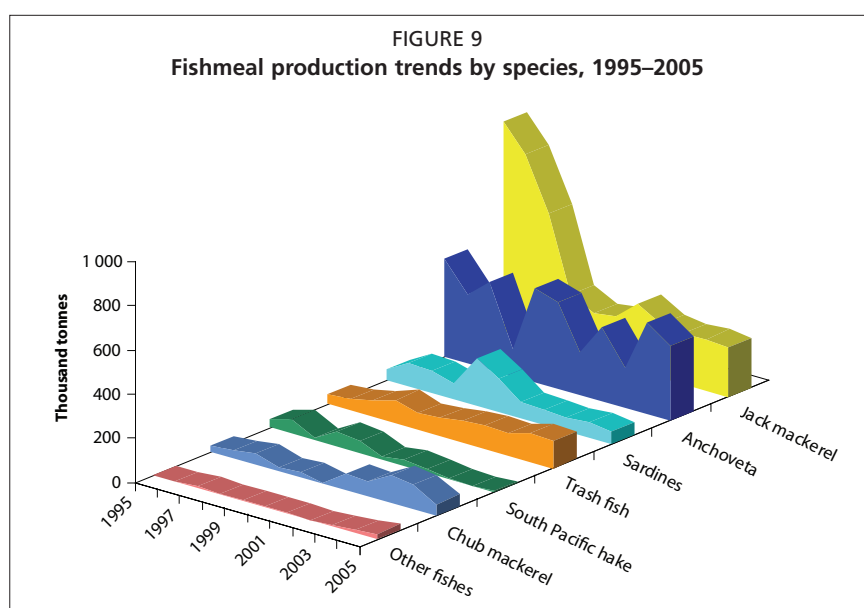 FIGURE 9
Fishmeal production trends by species, 1995–2005
Thousand tonnes
1 000
800
600
400
200
0
1995
1997
1999
2001
2003
2005
Other fishes
Chub mackerel
South Pacific hake
Trash fish
Sardines
Anchoveta
Jack mackerel